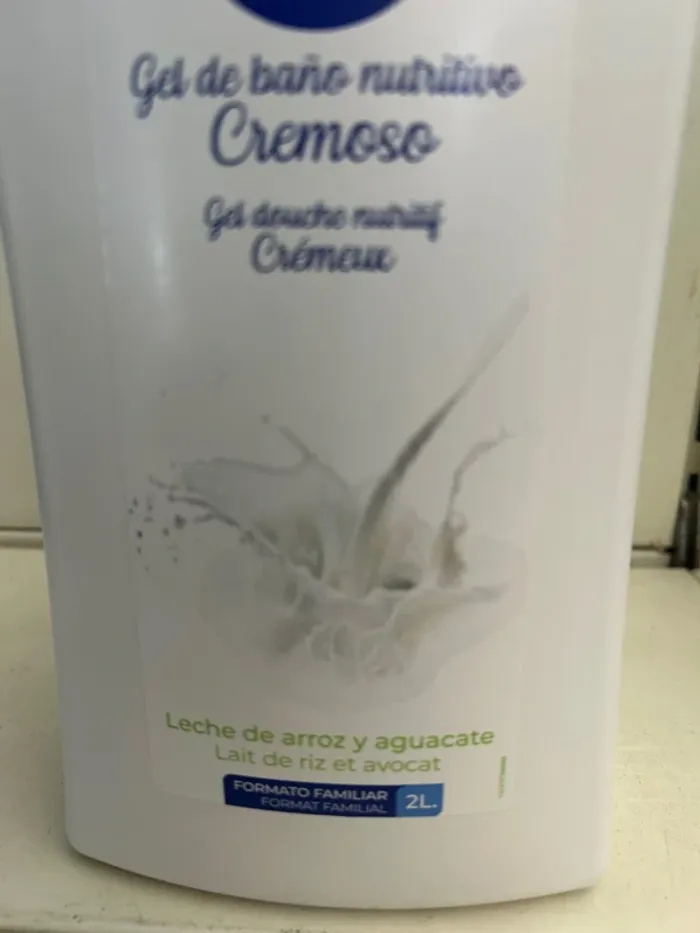 Gel de baño nutritivo
Cremoso
Gel douche nutritif
Crémeux
Leche de arroz y aguacate
Lait de riz et avocat
FORMATO FAMILIAR 2L.
FORMAT FAMILIAL